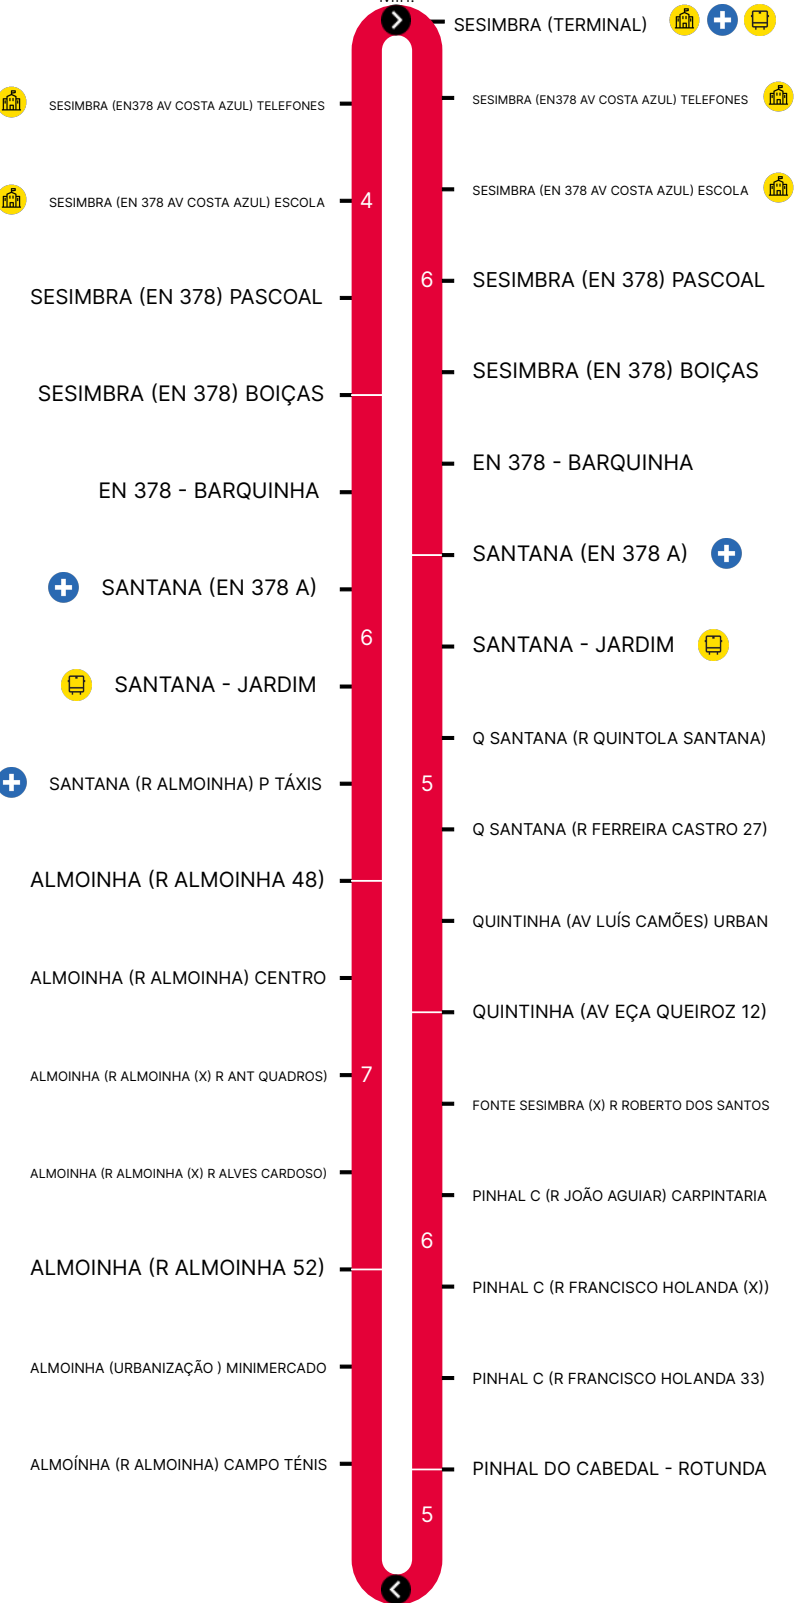 SESIMBRA (TERMINAL)
SESIMBRA (EN378 AV COSTA AZUL) TELEFONES
SESIMBRA (EN 378 AV COSTA AZUL) ESCOLA
6
SESIMBRA (EN 378) PASCOAL
SESIMBRA (EN 378) BOIÇAS
EN 378 - BARQUINHA
SANTANA (EN 378 A)
SANTANA - JARDIM
Q SANTANA (R QUINTOLA SANTANA)
5
Q SANTANA (R FERREIRA CASTRO 27)
QUINTINHA (AV LUÍS CAMÕES) URBAN
QUINTINHA (AV EÇA QUEIROZ 12)
FONTE SESIMBRA (X) R ROBERTO DOS SANTOS
PINHAL C (R JOÃO AGUIAR) CARPINTARIA
6
PINHAL C (R FRANCISCO HOLANDA (X))
PINHAL C (R FRANCISCO HOLANDA 33)
PINHAL DO CABEDAL - ROTUNDA
5
SESIMBRA (EN378 AV COSTA AZUL) TELEFONES
SESIMBRA (EN 378 AV COSTA AZUL) ESCOLA
4
SESIMBRA (EN 378) PASCOAL
SESIMBRA (EN 378) BOIÇAS
EN 378 - BARQUINHA
SANTANA (EN 378 A)
6
SANTANA - JARDIM
SANTANA (R ALMOINHA) P TÁXIS
ALMOINHA (R ALMOINHA 48)
ALMOINHA (R ALMOINHA) CENTRO
ALMOINHA (R ALMOINHA (X) R ANT QUADROS)
7
ALMOINHA (R ALMOINHA (X) R ALVES CARDOSO)
ALMOINHA (R ALMOINHA 52)
ALMOINHA (URBANIZAÇÃO ) MINIMERCADO
ALMOÍNHA (R ALMOINHA) CAMPO TÉNIS